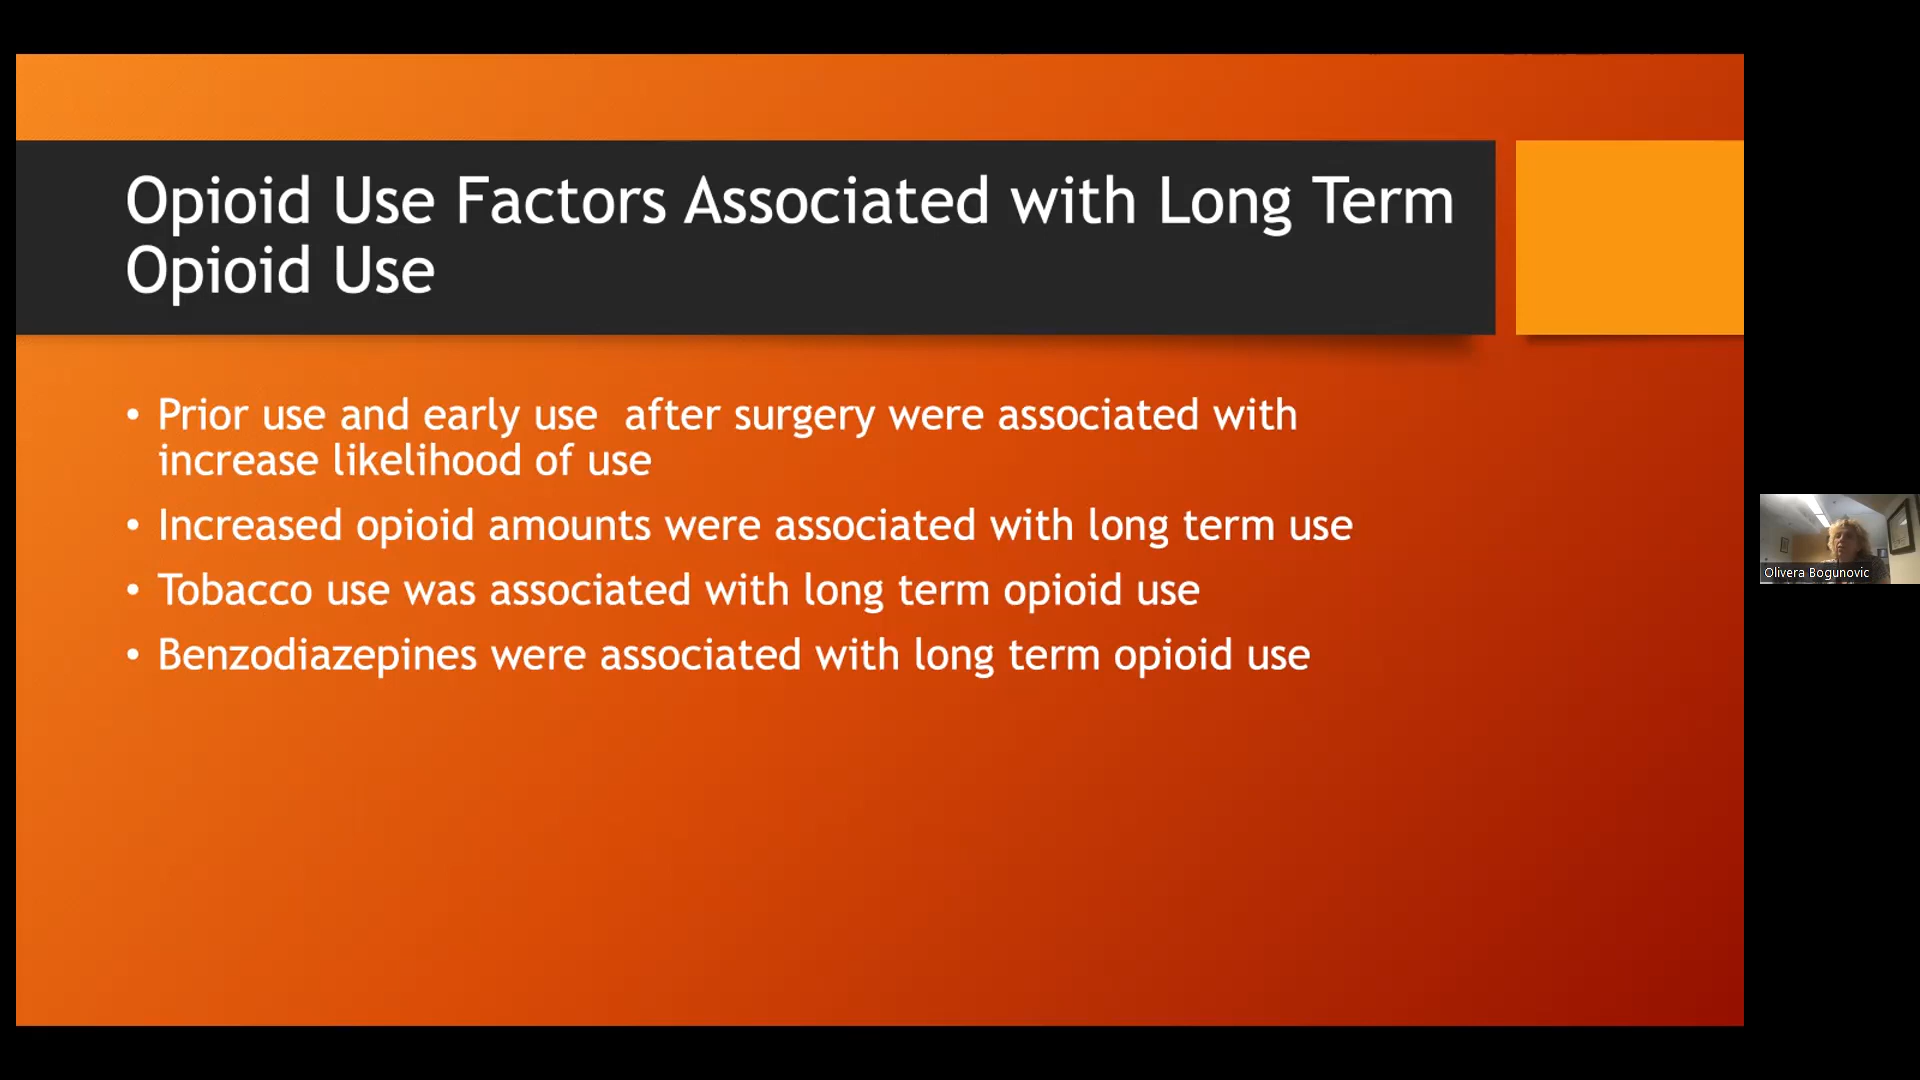 Opioid Use Factors Associated with Long Term
Opioid Use
• Prior use and early use  after surgery were associated with
increase likelihood of use
• Increased opioid amounts were associated with long term use
• Tobacco use was associated with long term opioid use
• Benzodiazepines were associated with long term opioid use
Olivera Bogunovic